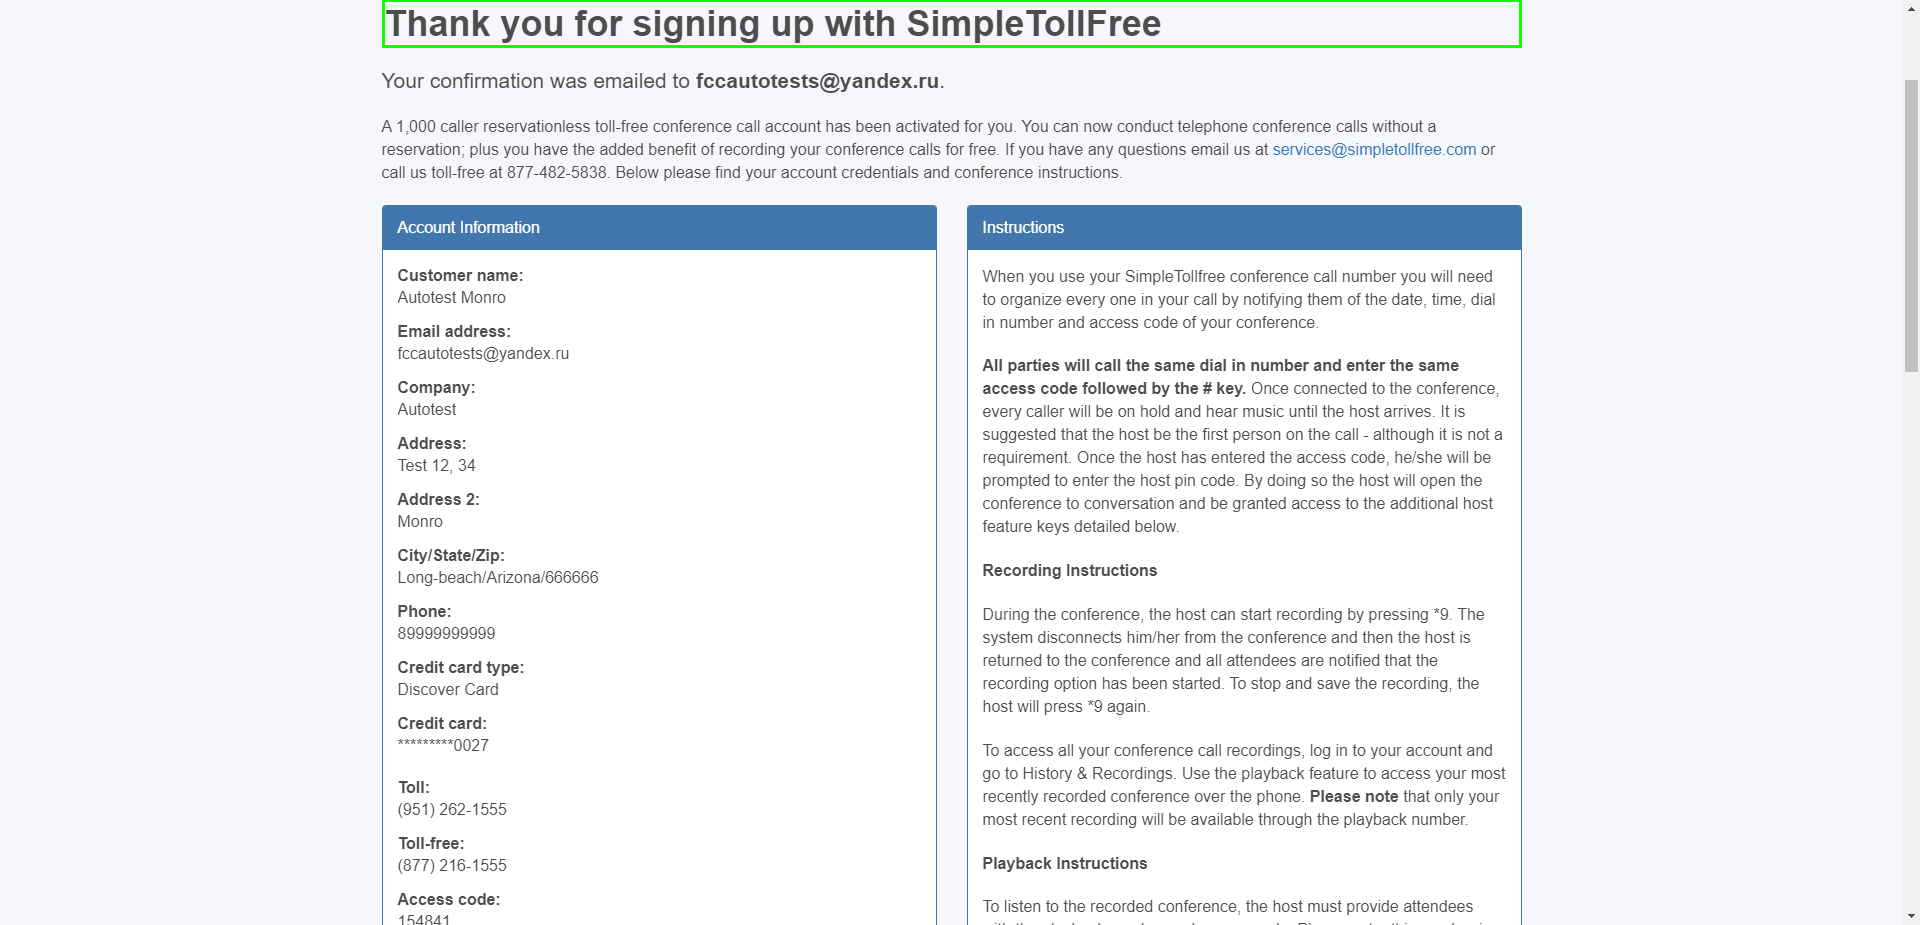 Thank you for signing up with SimpleTollFree
Your confirmation was emailed to fccautotests@yandex.ru.
A 1,000 caller reservationless toll-free conference call account has been activated for you. You can now conduct telephone conference calls without a
reservation; plus you have the added benefit of recording your conference calls for free. If you have any questions email us at services@simpletollfree.com or
call us toll-free at 877-482-5838. Below please find your account credentials and conference instructions.
Account Information
Customer name:
Autotest Monro
Email address:
fccautotests@yandex.ru
Company:
Autotest
Address:
Test 12, 34
Address 2:
Monro
City/State/Zip:
Long-beach/Arizona/666666
Phone:
89999999999
Credit card type:
Discover Card
Credit card:
*********0027
Toll:
(951) 262-1555
Toll-free:
(877) 216-1555
Access code:
154841
Instructions
When you use your SimpleTollfree conference call number you will need
to organize every one in your call by notifying them of the date, time, dial
in number and access code of your conference.
All parties will call the same dial in number and enter the same
access code followed by the # key. Once connected to the conference,
every caller will be on hold and hear music until the host arrives. It is
suggested that the host be the first person on the call - although it is not a
requirement. Once the host has entered the access code, he/she will be
prompted to enter the host pin code. By doing so the host will open the
conference to conversation and be granted access to the additional host
feature keys detailed below.
Recording Instructions
During the conference, the host can start recording by pressing *9. The
system disconnects him/her from the conference and then the host is
returned to the conference and all attendees are notified that the
recording option has been started. To stop and save the recording, the
host will press *9 again.
To access all your conference call recordings, log in to your account and
go to History & Recordings. Use the playback feature to access your most
recently recorded conference over the phone. Please note that only your
most recent recording will be available through the playback number.
Playback Instructions
To listen to the recorded conference, the host must provide attendees